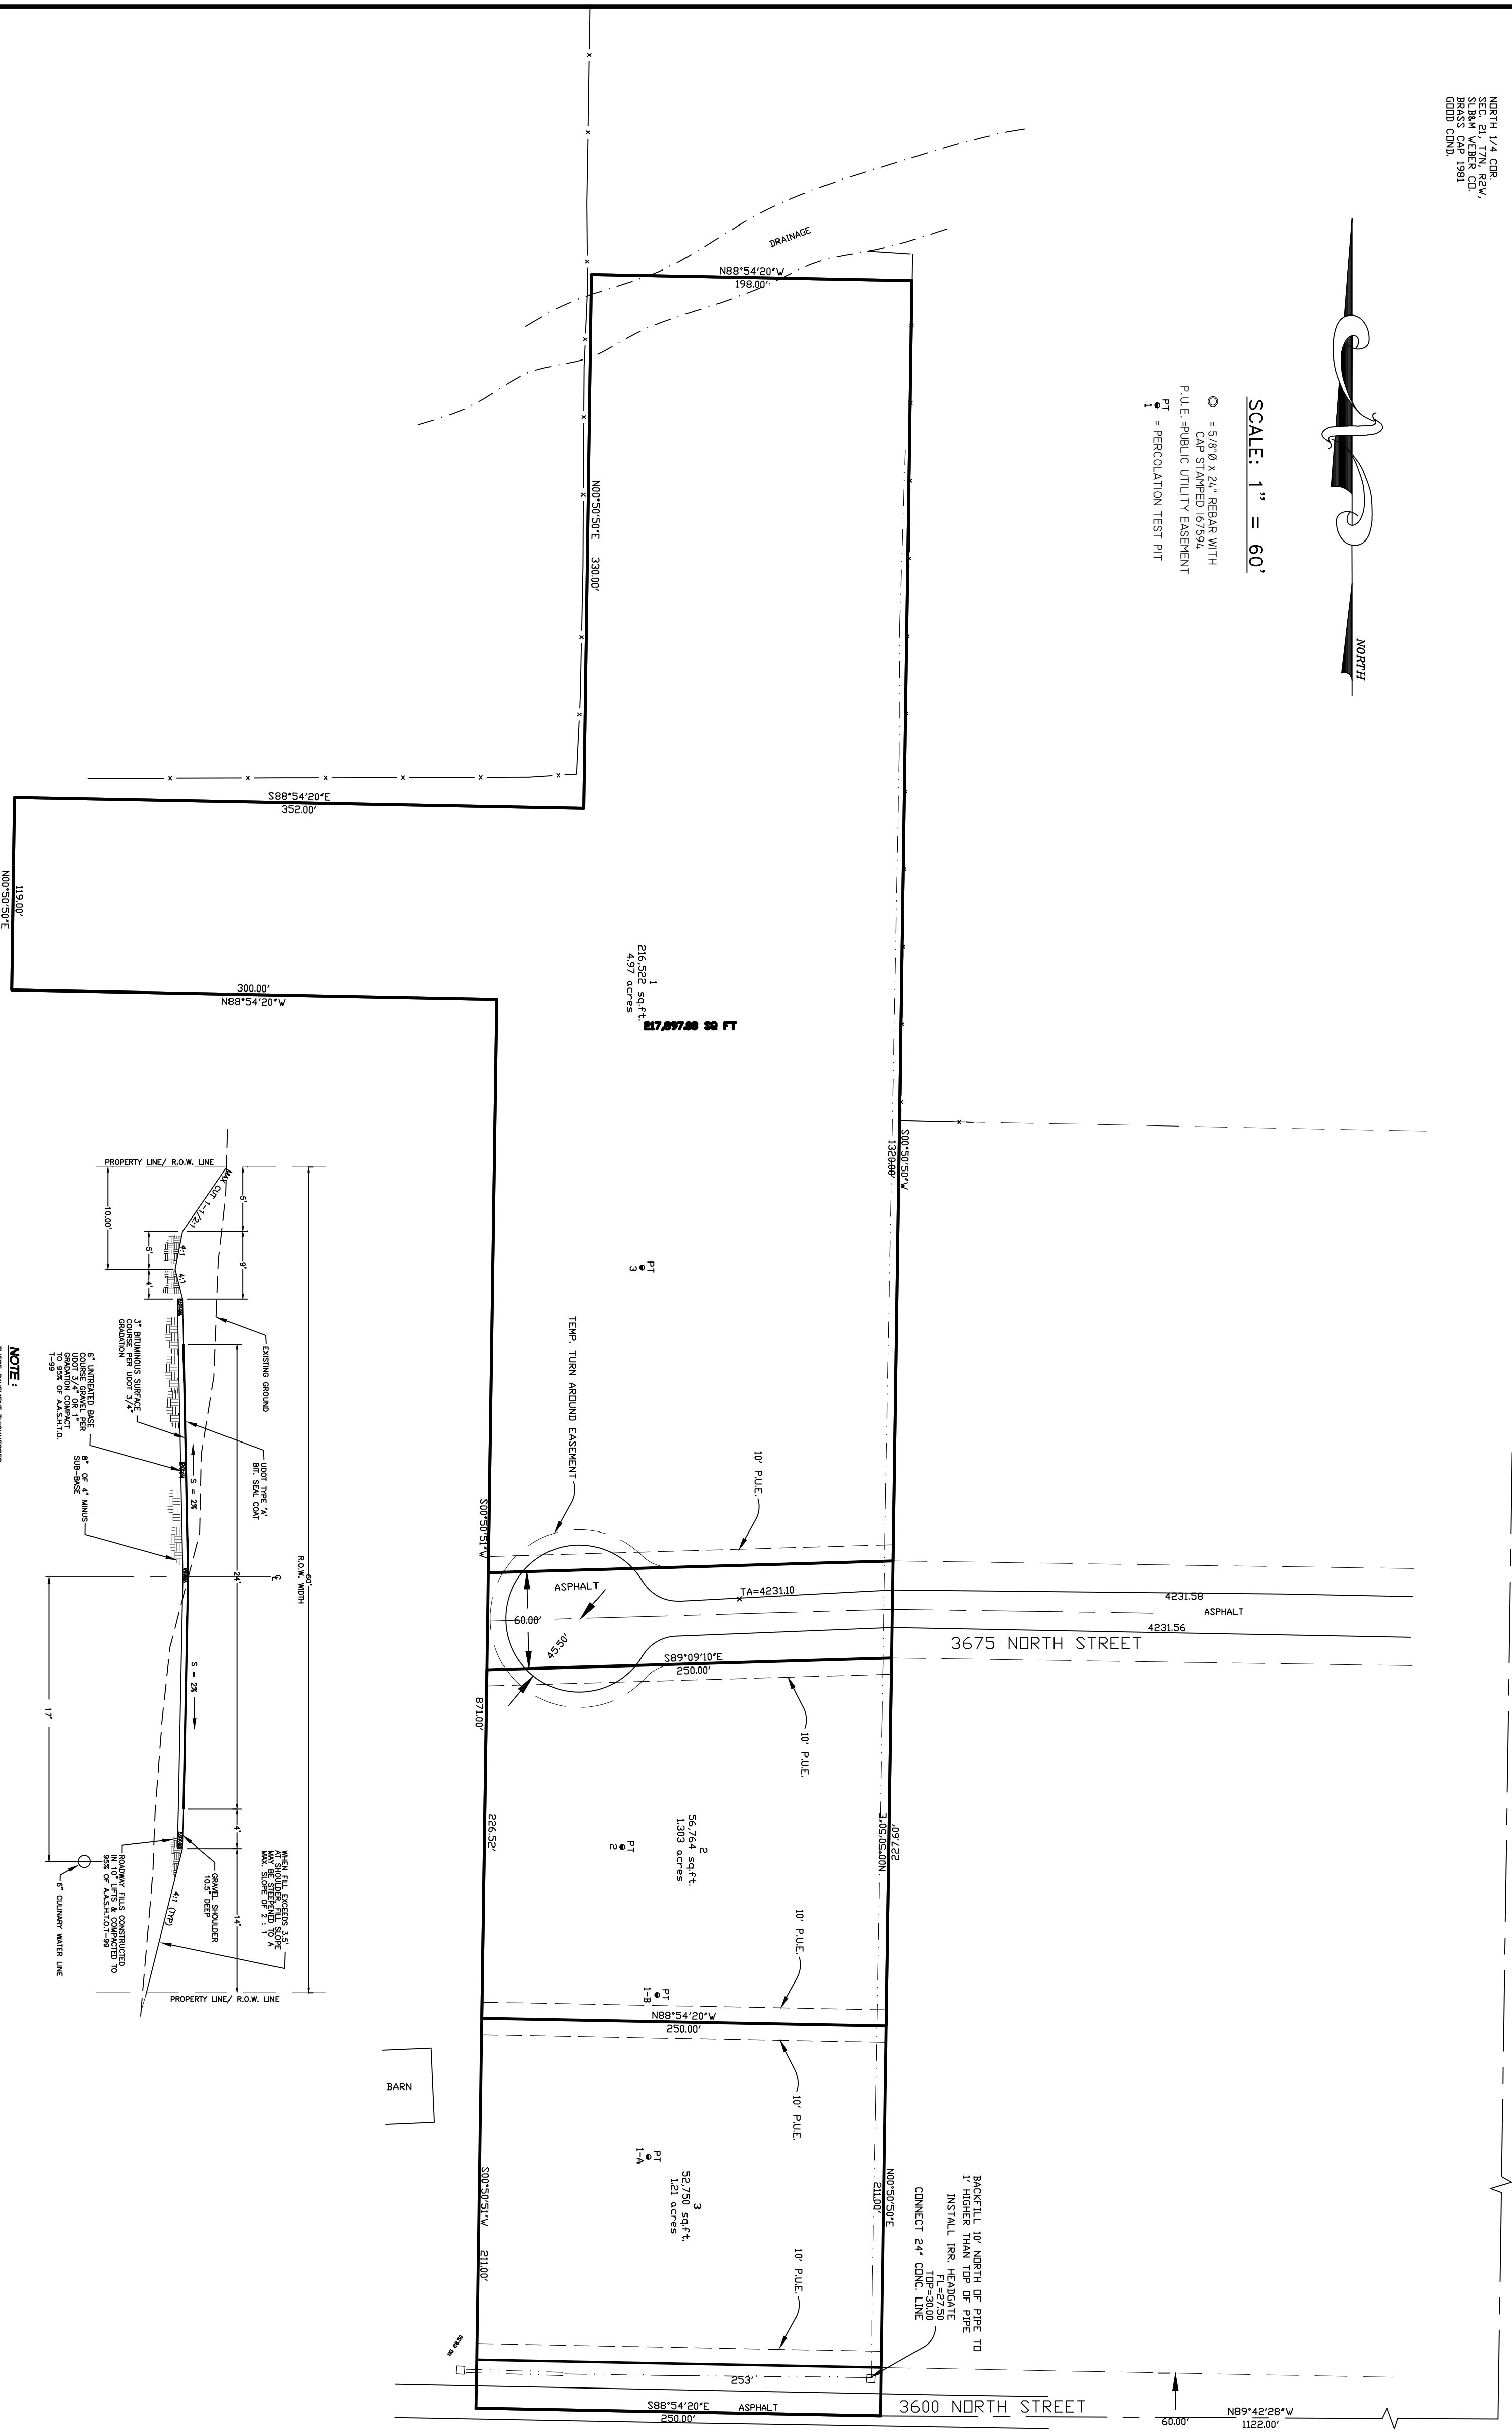 NORTH 1/4 COR.
SEC. 21, T7N, R2W,
SLB&M WEBER CO.
BRASS CAP 1981
GOOD COND.
NORTH
SCALE: 1" = 60'
= 5/8"Ø x 24" REBAR WITH
CAP STAMPED 167594
P.U.E.=PUBLIC UTILITY EASEMENT
PT
1
= PERCOLATION TEST PIT
DRAINAGE
N88°54'20"W
198.00'
N00°50'50"E 330.00'
S88°54'20"E
352.00'
119.00'
N00°50'50"E
300.00'
N88°54'20"W
1
216,522 sq.ft.
4.97 acres
217,897.08 SQ FT
S00°50'50"W
1320.00'
PT
3
TEMP. TURN AROUND EASEMENT
10' P.U.E.
S00°50'51"W
871.00'
ASPHALT
60.00'
45.50'
TA=4231.10
4231.58
ASPHALT
4231.56
3675 NORTH STREET
S89°09'10"E
250.00'
10' P.U.E.
226.52'
2
56,764 sq.ft.
1.303 acres
PT
2
227.60'
N00°50'50"E
10' P.U.E.
PT
1-B
N88°54'20"W
250.00'
10' P.U.E.
BARN
PT
1-A
3
52,750 sq.ft.
1.21 acres
S00°50'51"W 211.00'
N00°50'50"E
211.00'
10' P.U.E.
BACKFILL 10' NORTH OF PIPE TO
1' HIGHER THAN TOP OF PIPE
INSTALL IRR. HEADGATE
FL=27.50
TOP=30.00
CONNECT 24" CONC. LINE
253'
S88°54'20"E
250.00'
ASPHALT
3600 NORTH STREET
60.00'
N89°42'28"W
1122.00'
PROPERTY LINE/ R.O.W. LINE
60'
R.O.W. WIDTH
5'
9'
MAX CUT 1-1/2:1
10.00'
5'
4'
4:1
4:1
EXISTING GROUND
24'
4'
14'
℄
UDOT TYPE 'A'
BIT. SEAL COAT
S = 2%
S = 2%
3" BITUMINOUS SURFACE
COURSE PER UDOT 3/4"
GRADATION
6" UNTREATED BASE
COURSE GRAVEL PER
UDOT 3/4" OR 1"
GRADATION COMPACT
TO 95% OF A.A.S.H.T.O.
T-99
8" OF 4" MINUS
SUB-BASE
17'
WHEN FILL EXCEEDS 3.5'
AT SHOULDER, FILL SLOPE
MAY BE STEEPENED TO A
MAX. SLOPE OF 2 : 1
GRAVEL SHOULDER
10.5" DEEP
4:1 (TYP)
ROADWAY FILLS CONSTRUCTED
IN 10" LIFTS & COMPACTED TO
95% OF A.A.S.H.T.O.T-99
6" CULINARY WATER LINE
PROPERTY LINE/ R.O.W. LINE
NOTE :